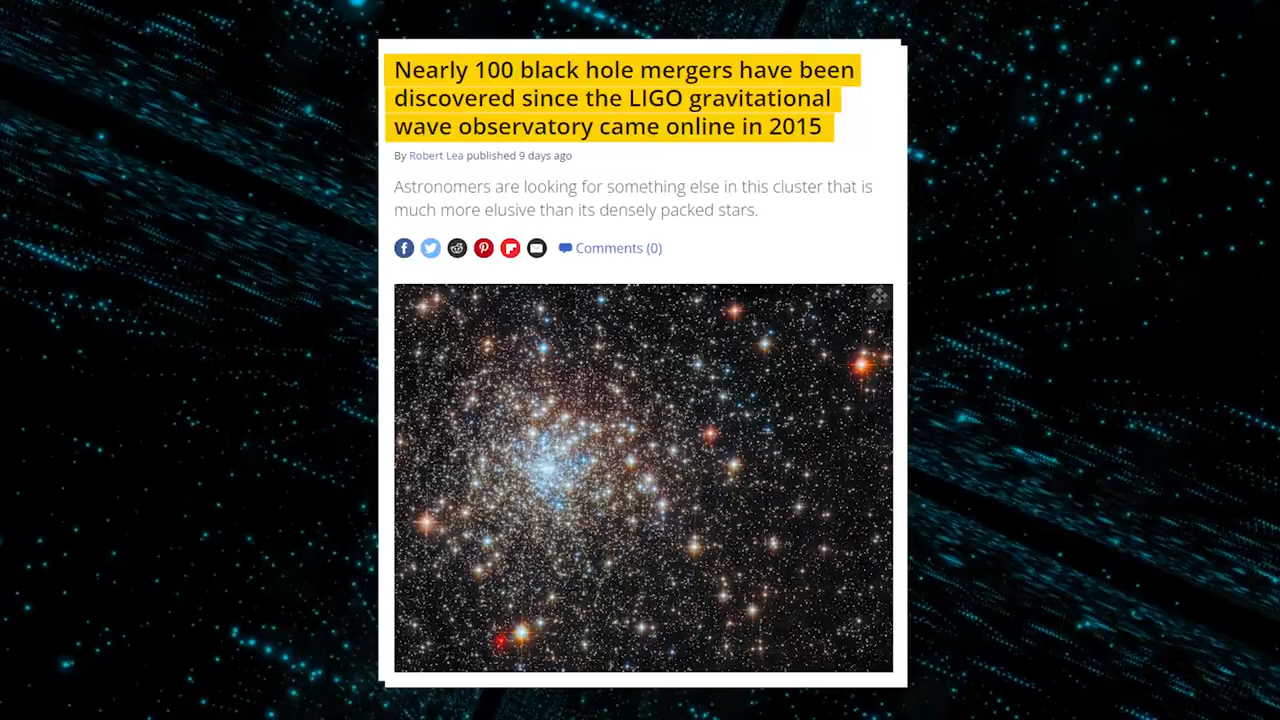 Nearly 100 black hole mergers have been
discovered since the LIGO gravitational
wave observatory came online in 2015
By Robert Lea published 9 days ago
Astronomers are looking for something else in this cluster that is
much more elusive than its densely packed stars.
Comments (0)